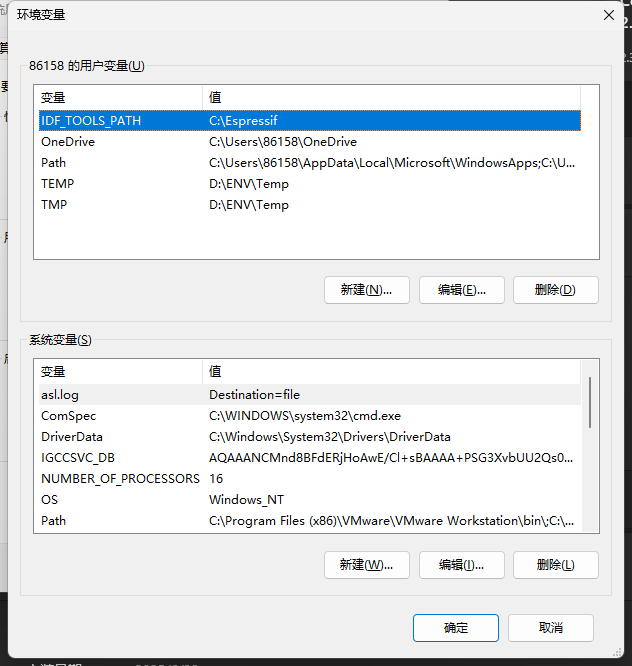 环境变量
86158 的用户变量(U)
变量 值
IDF_TOOLS_PATH C:\Espressif
OneDrive C:\Users\86158\OneDrive
Path C:\Users\86158\AppData\Local\Microsoft\WindowsApps;C:\U...
TEMP D:\ENV\Temp
TMP D:\ENV\Temp
新建(N)... 编辑(E)... 删除(D)
系统变量(S)
变量 值
asl.log Destination=file
ComSpec C:\WINDOWS\system32\cmd.exe
DriverData C:\Windows\System32\Drivers\DriverData
IGCCSVC_DB AQAAANCMnd8BFdERjHoAwE/Cl+sBAAAA+PSG3XvbUU2Qs0...
NUMBER_OF_PROCESSORS 16
OS Windows_NT
Path C:\Program Files (x86)\VMware\VMware Workstation\bin\;C:\...
新建(W)... 编辑(I)... 删除(L)
确定 取消